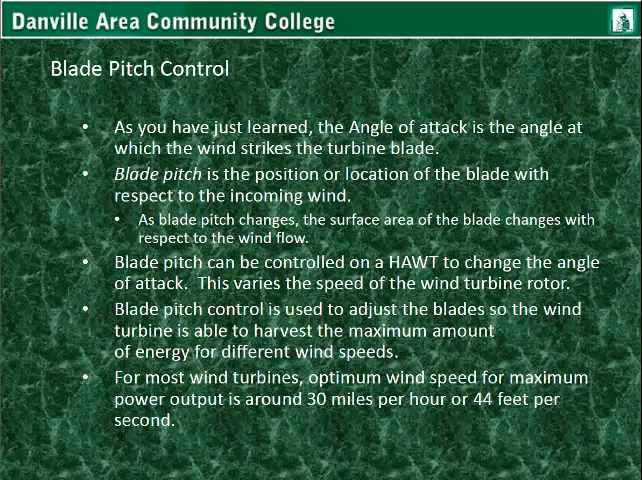 Danville Area Community College
Blade Pitch Control
• As you have just learned, the Angle of attack is the angle at
which the wind strikes the turbine blade.
• Blade pitch is the position or location of the blade with
respect to the incoming wind.
• As blade pitch changes, the surface area of the blade changes with
respect to the wind flow.
• Blade pitch can be controlled on a HAWT to change the angle
of attack.  This varies the speed of the wind turbine rotor.
• Blade pitch control is used to adjust the blades so the wind
turbine is able to harvest the maximum amount
of energy for different wind speeds.
• For most wind turbines, optimum wind speed for maximum
power output is around 30 miles per hour or 44 feet per
second.